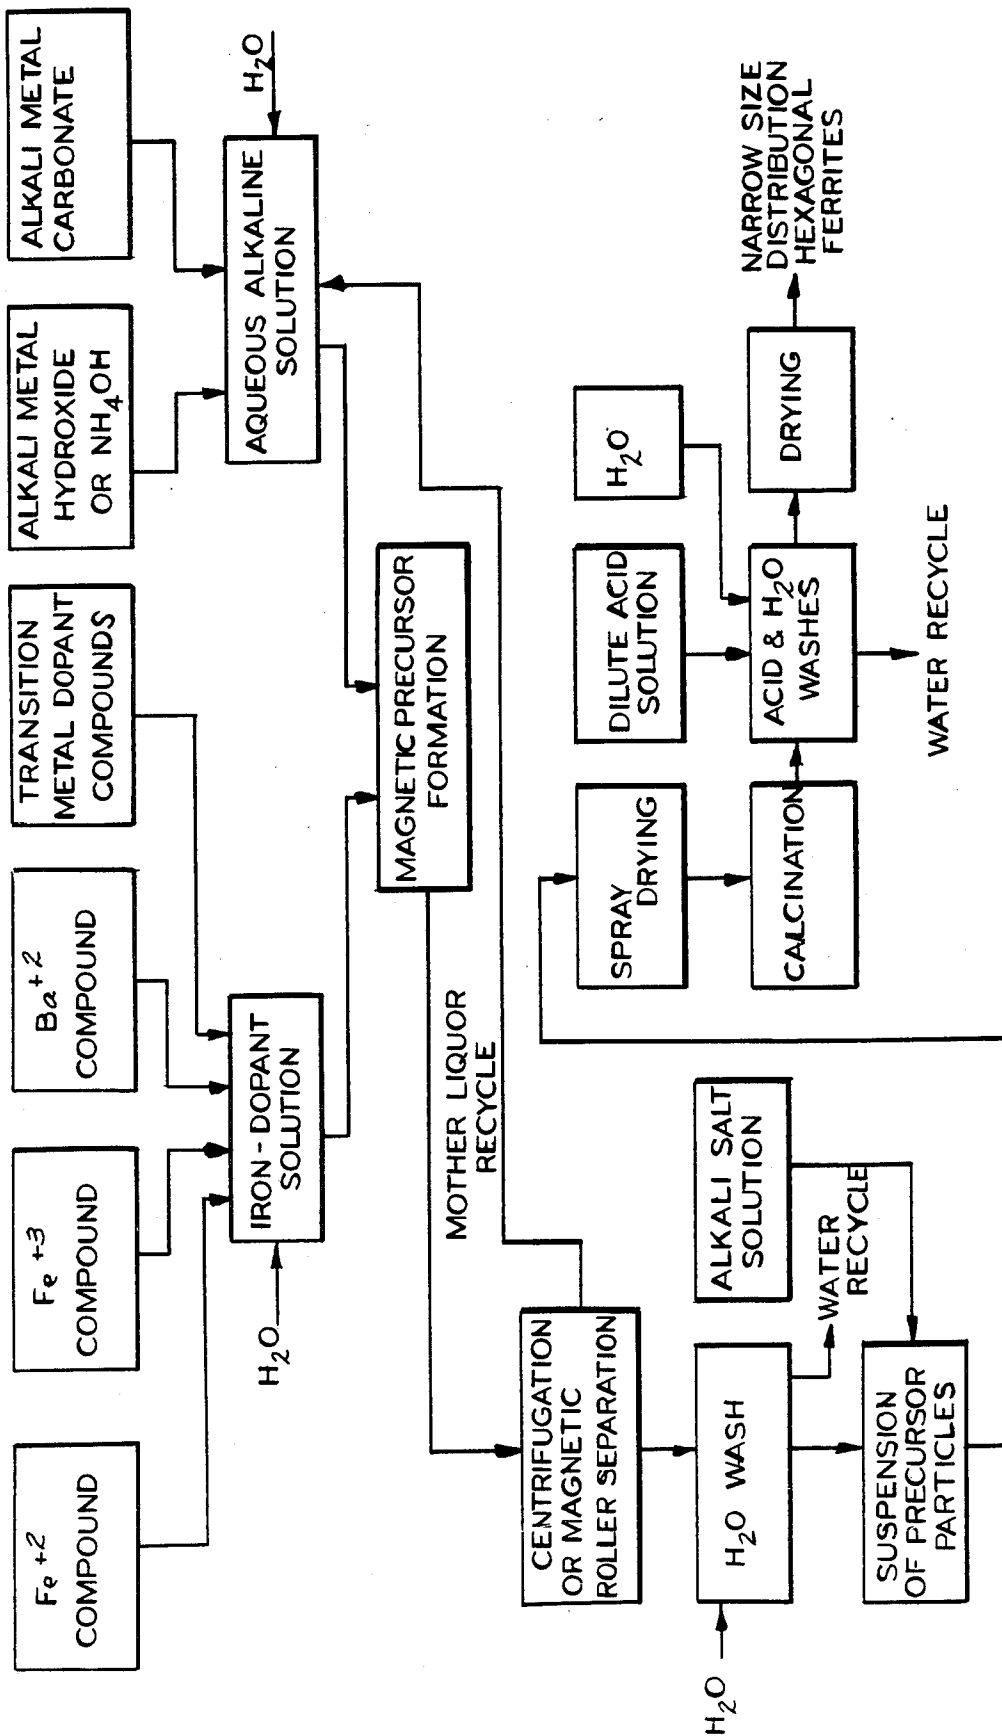 Fe+2
COMPOUND
Fe+3
COMPOUND
Ba+2
COMPOUND
TRANSITION
METAL DOPANT
COMPOUNDS
ALKALI METAL
HYDROXIDE
OR NH4OH
ALKALI METAL
CARBONATE
H2O
IRON-DOPANT
SOLUTION
AQUEOUS ALKALINE
SOLUTION
H2O
MAGNETIC PRECURSOR
FORMATION
MOTHER LIQUOR
RECYCLE
CENTRIFUGATION
OR MAGNETIC
ROLLER SEPARATION
H2O
H2O WASH
WATER
RECYCLE
ALKALI SALT
SOLUTION
SUSPENSION
OF PRECURSOR
PARTICLES
SPRAY
DRYING
CALCINATION
DILUTE ACID
SOLUTION
H2O
ACID & H2O
WASHES
WATER RECYCLE
DRYING
NARROW SIZE
DISTRIBUTION
HEXAGONAL
FERRITES